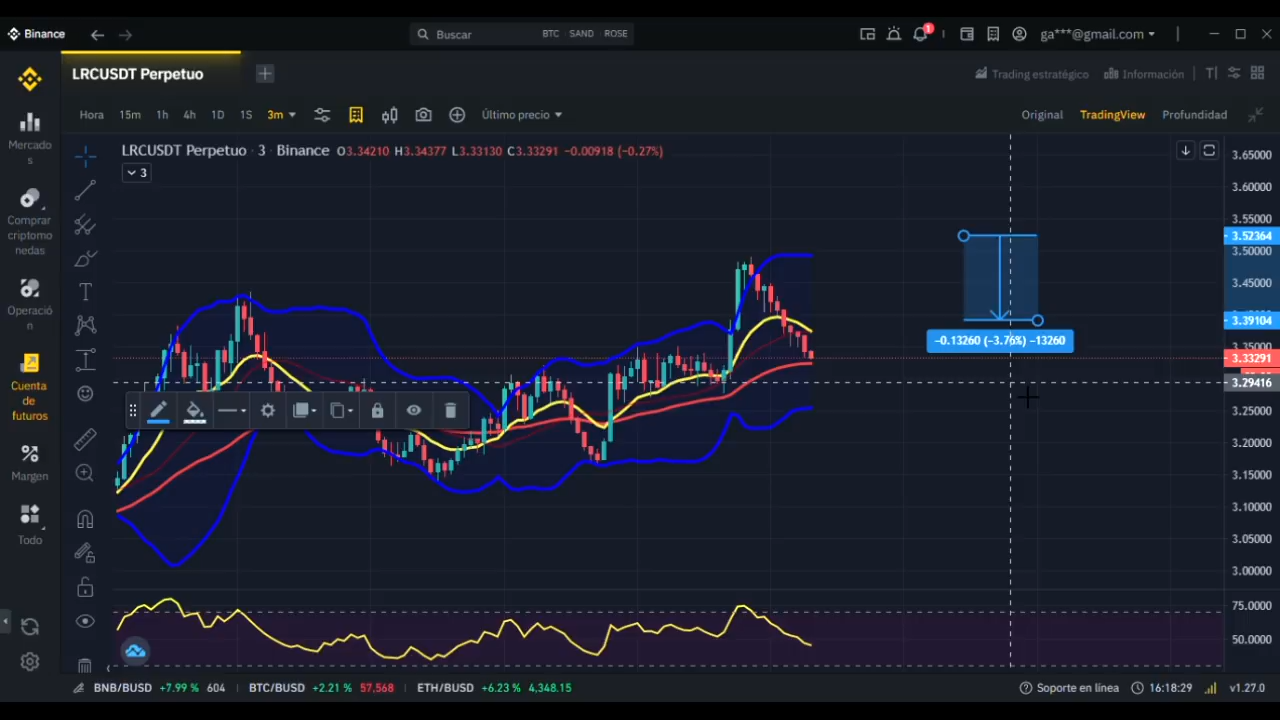 Binance
Buscar BTC SAND ROSE
1
ga***@gmail.com
LRCUSDT Perpetuo
Trading estratégico Información
Hora 15m 1h 4h 1D 1S 3m Último precio Original TradingView Profundidad
LRCUSDT Perpetuo · 3 · Binance O3.34210 H3.34377 L3.33130 C3.33291 −0.00918 (−0.27%)
3
Mercado
s
Comprar
criptomo
nedas
Operació
n
Cuenta
de
futuros
Margen
Todo
−0.13260 (−3.76%) −13260
3.65000
3.60000
3.55000
3.52364
3.50000
3.45000
3.39104
3.33291
3.29416
3.25000
3.20000
3.15000
3.10000
3.05000
3.00000
75.0000
50.0000
BNB/BUSD +7.99 % 604 BTC/BUSD +2.21 % 57,568 ETH/BUSD +6.23 % 4,348.15
Soporte en línea 16:18:29 v1.27.0